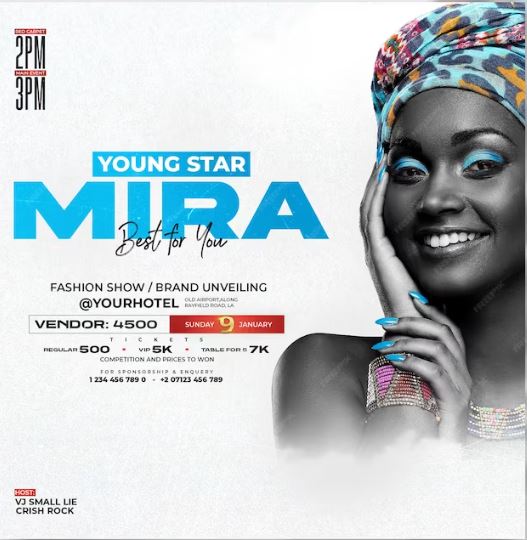 RED CARPET
2PM
MAIN EVENT
3PM
YOUNG STAR
MIRA
Best for You
FASHION SHOW / BRAND UNVEILING
@YOURHOTEL OLD AIRPORT,ALONG
RAYFIELD ROAD, LA
VENDOR: 4500 SUNDAY 9 JANUARY
TICKETS
REGULAR 500 • VIP 5K • TABLE FOR 5 7K
COMPETITION AND PRICES TO WON
FOR SPONSORSHIP & ENQUERY
1 234 456 789 0 - +2 07123 456 789
HOST:
VJ SMALL LIE
CRISH ROCK